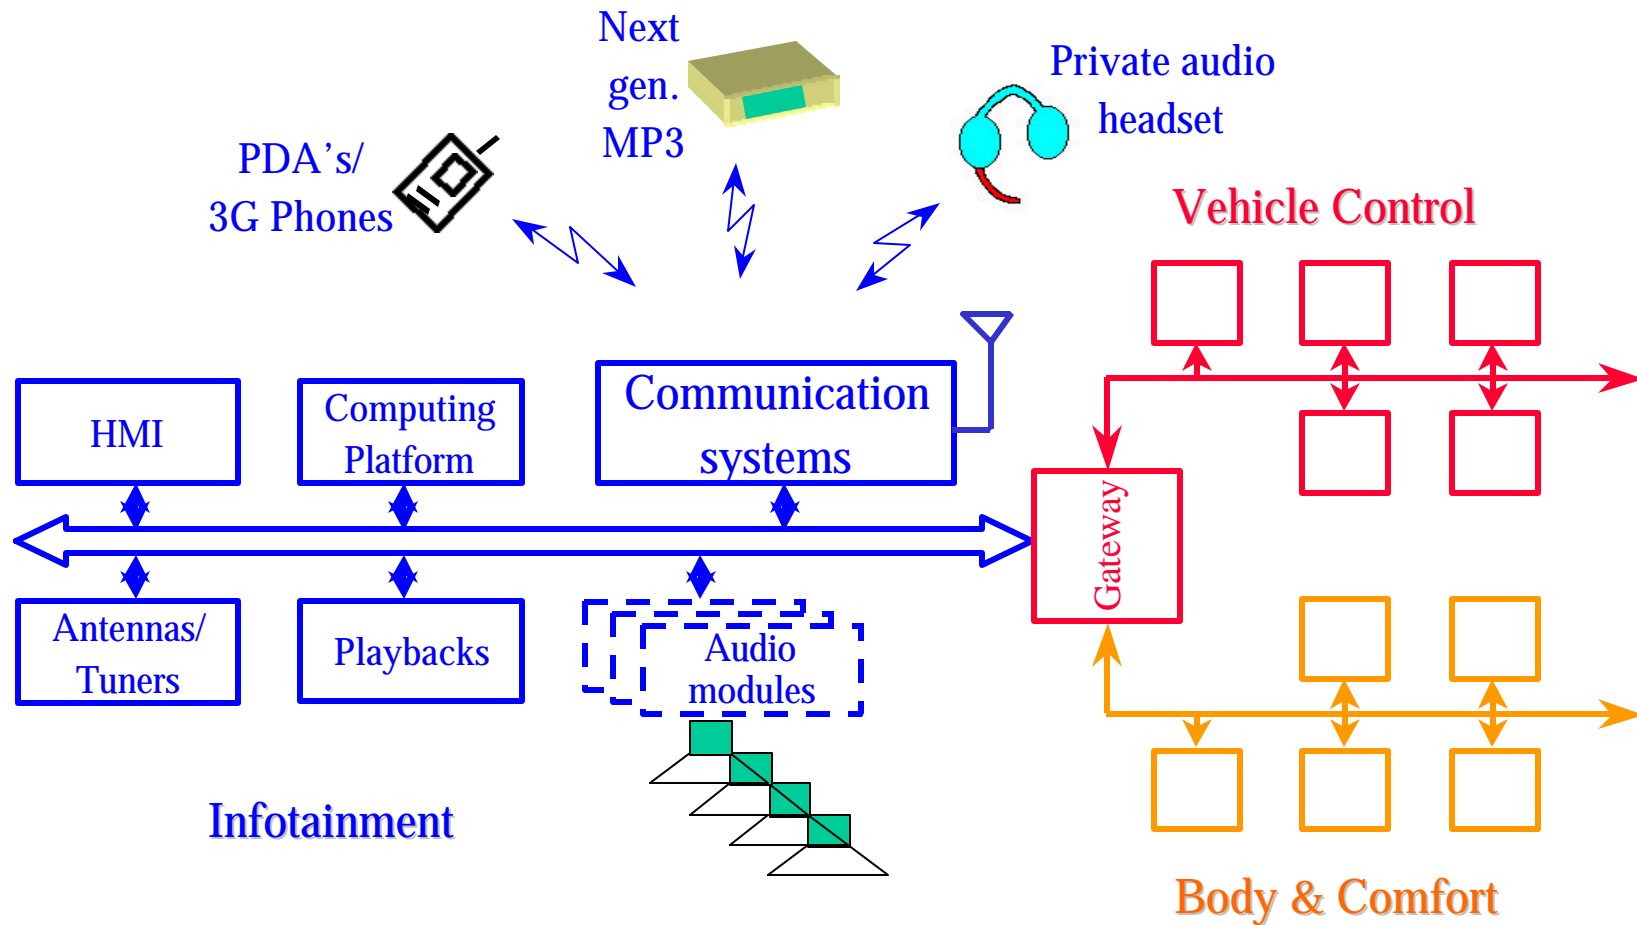 Next
gen.
MP3
Private audio
headset
PDA's/
3G Phones
Vehicle Control
HMI
Computing
Platform
Communication
systems
Gateway
Antennas/
Tuners
Playbacks
Audio
modules
Infotainment
Body & Comfort